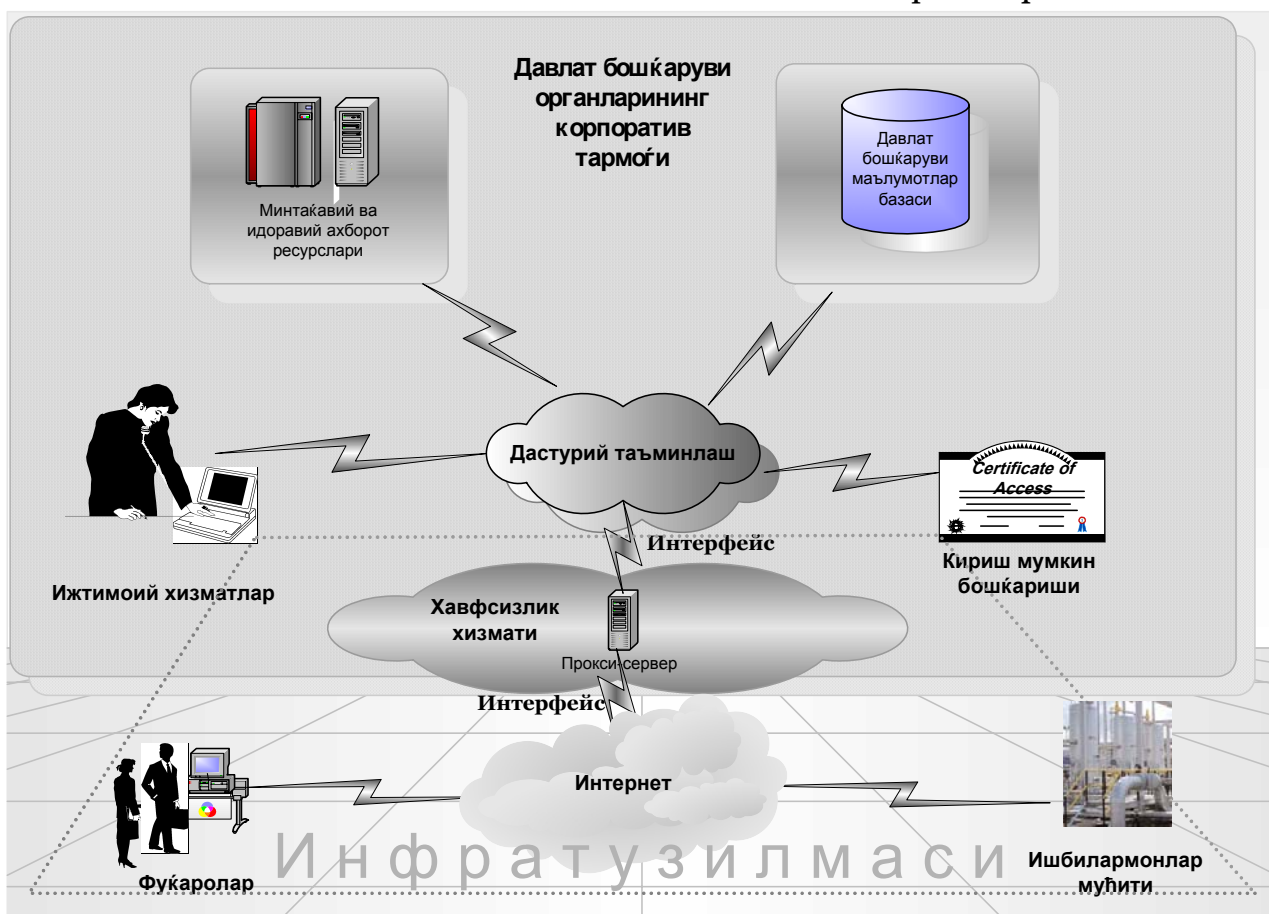 Давлат бошќаруви
органларининг
корпоратив
тармоѓи
Минтаќавий ва
идоравий ахборот
ресурслари
Давлат
бошќаруви
маълумотлар
базаси
Дастурий таъминлаш
Certificate of
Access
Ижтимоий хизматлар
Интерфейс
Кириш мумкин
бошќариши
Хавфсизлик
хизмати
Прокси-сервер
Интерфейс
Интернет
Инфратузилмаси
Фуќаролар
Ишбилармонлар
мућити